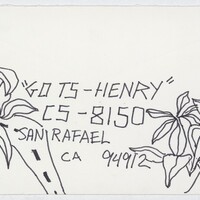 "GO TS-HENRY"
CS-8150
SAN RAFAEL
CA 94912